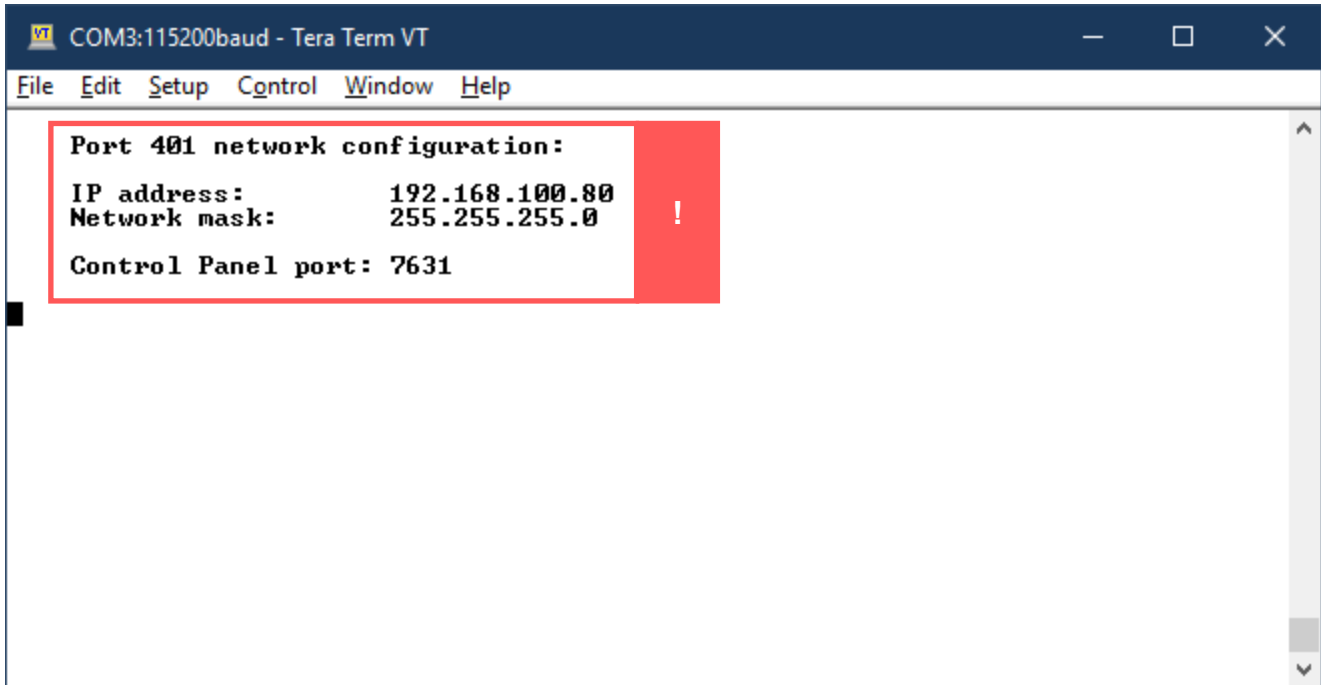 COM3:115200baud - Tera Term VT
File Edit Setup Control Window Help
Port 401 network configuration:
IP address: 192.168.100.80
Network mask: 255.255.255.0
Control Panel port: 7631
!